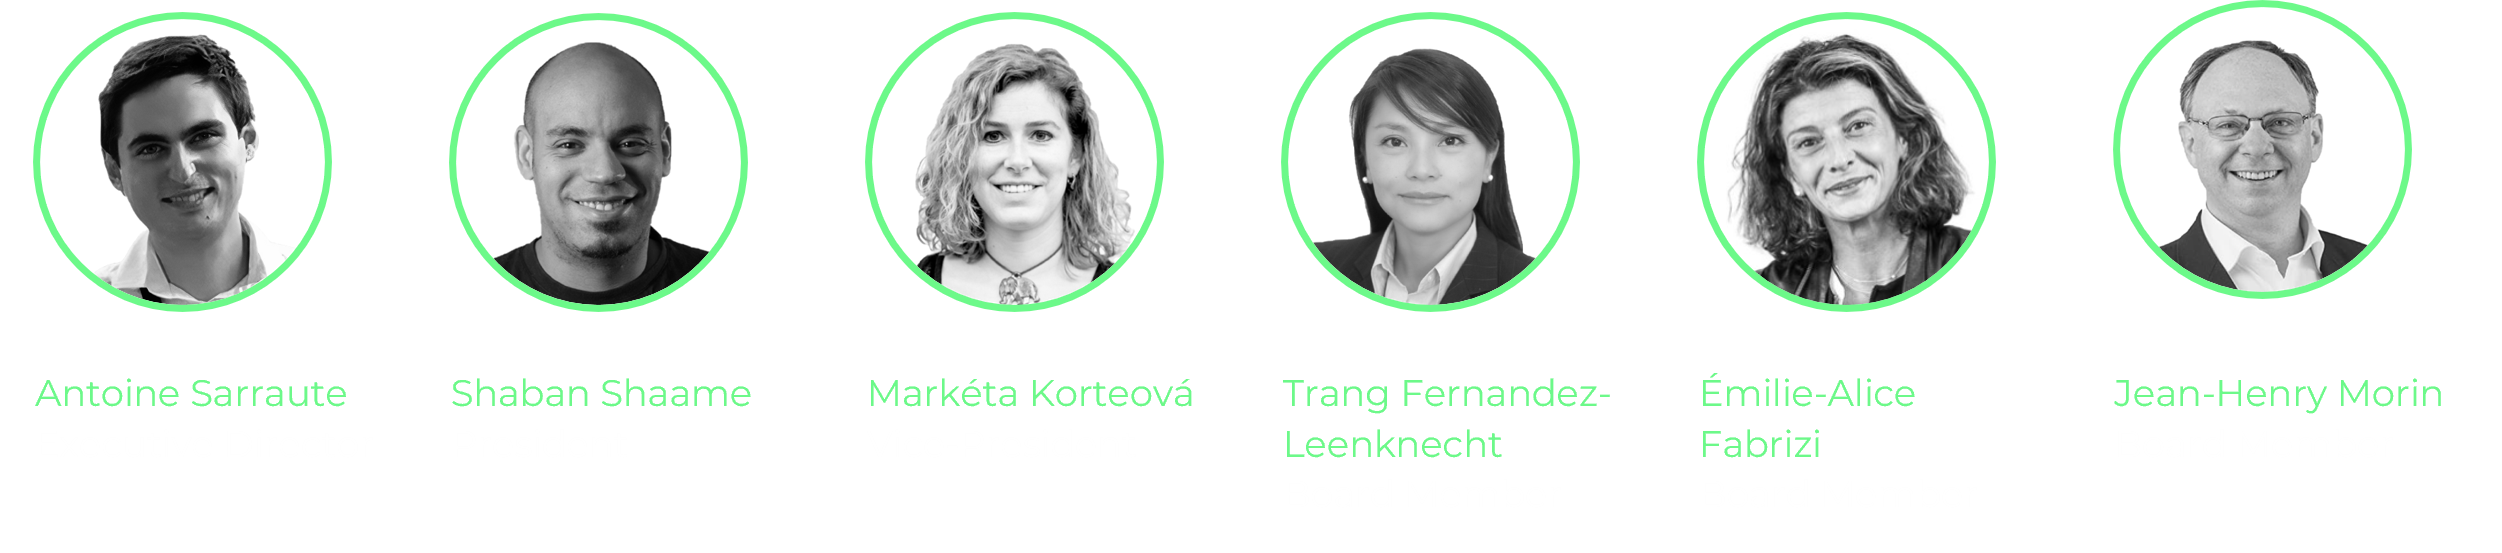 Antoine Sarraute
Shaban Shaame
Markéta Korteová
Trang Fernandez-
Leenknecht
Émilie-Alice
Fabrizi
Jean-Henry Morin